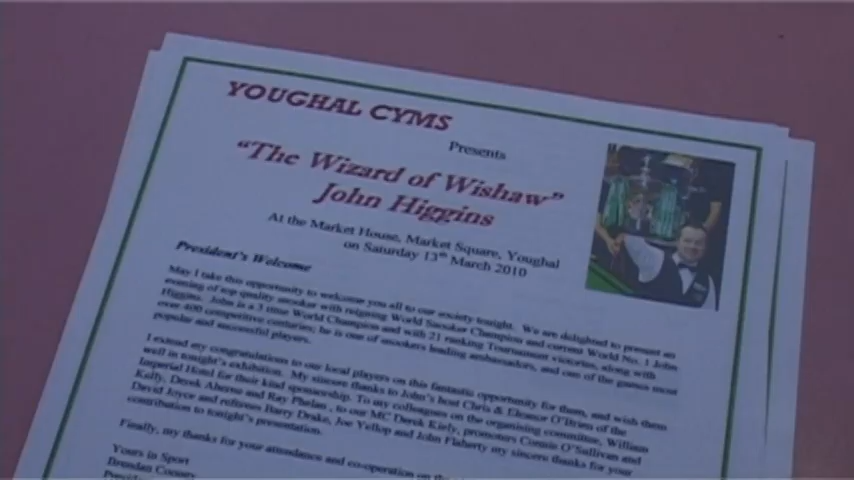 YOUGHAL CYMS
Presents
"The Wizard of Wishaw"
John Higgins
At the Market House, Market Square, Youghal
on Saturday 13th March 2010
President's Welcome
May I take this opportunity to welcome you all to our society tonight. We are delighted to present an
evening of top quality snooker with reigning World Snooker Champion and current World No. 1 John
Higgins. John is a 3 time World Champion and with 21 ranking Tournament victories, along with
over 400 competitive centuries; he is one of snookers leading ambassadors, and one of the games most
popular and successful players.
I extend my congratulations to our local players on this fantastic opportunity for them, and wish them
well in tonight's exhibition. My sincere thanks to John's host Chris & Eleanor O'Brien of the
Imperial Hotel for their kind sponsorship. To my colleagues on the organising committee, William
Kelly, Derek Aherne and Ray Phelan, to our MC Derek Kiely, promoters Connie O'Sullivan and
David Joyce and referees Barry Drake, Joe Yellop and John Flaherty my sincere thanks for your
contribution to tonight's presentation.
Finally, my thanks for your attendance and co-operation on the
Yours in Sport
Brendan